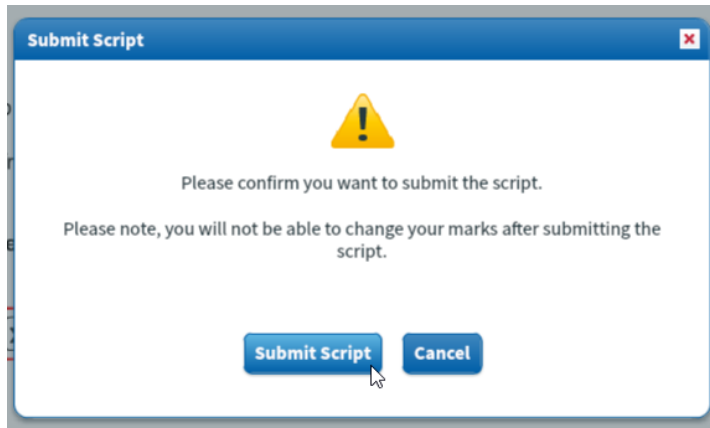 Submit Script
Please confirm you want to submit the script.
Please note, you will not be able to change your marks after submitting the
script.
Submit Script
Cancel